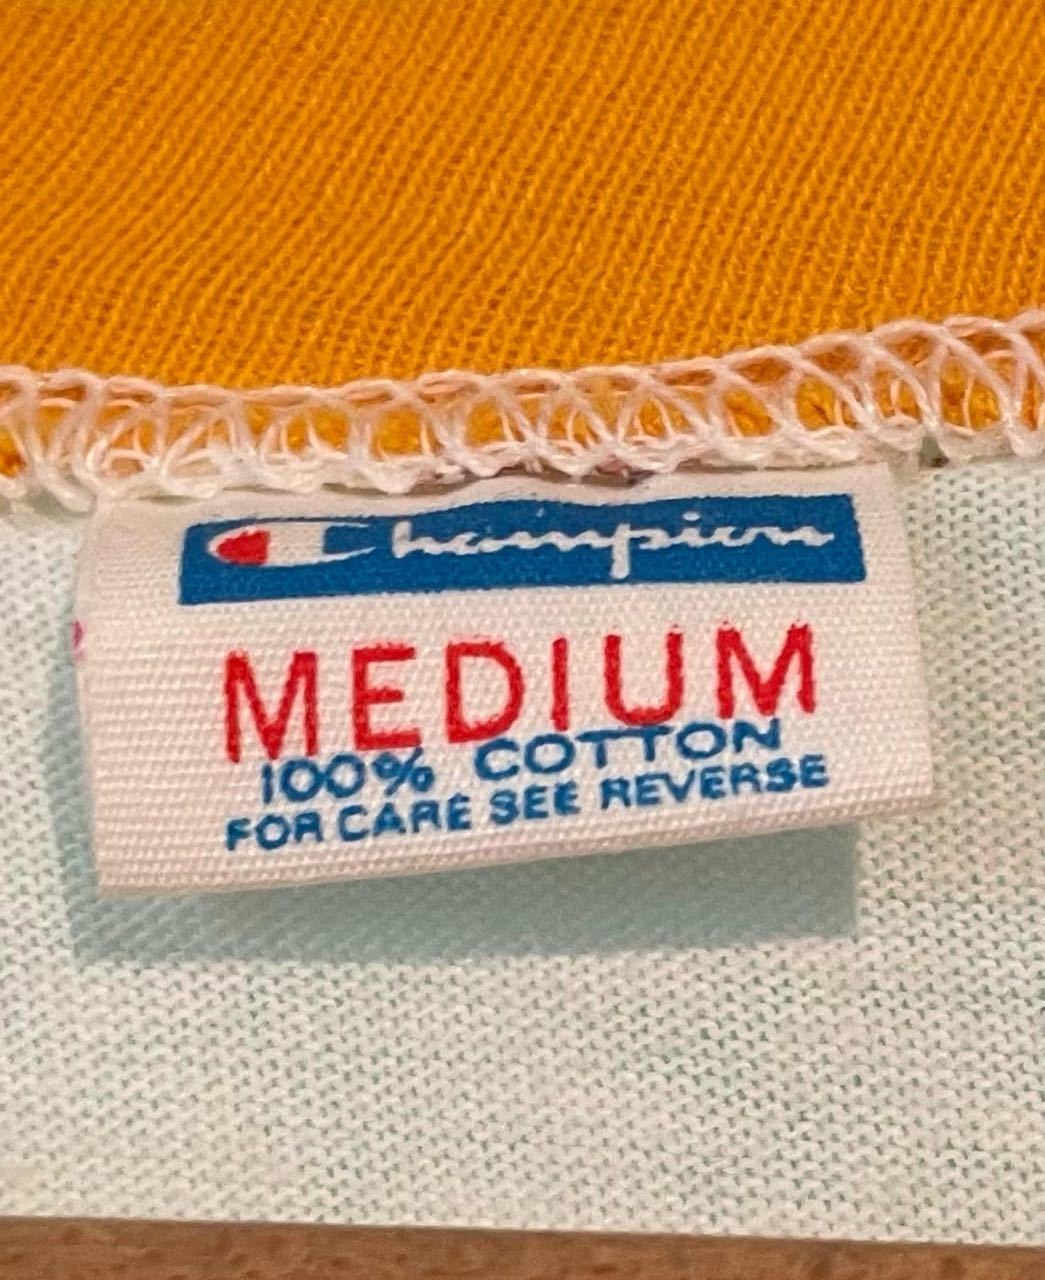 Champion
MEDIUM
100% COTTON
FOR CARE SEE REVERSE